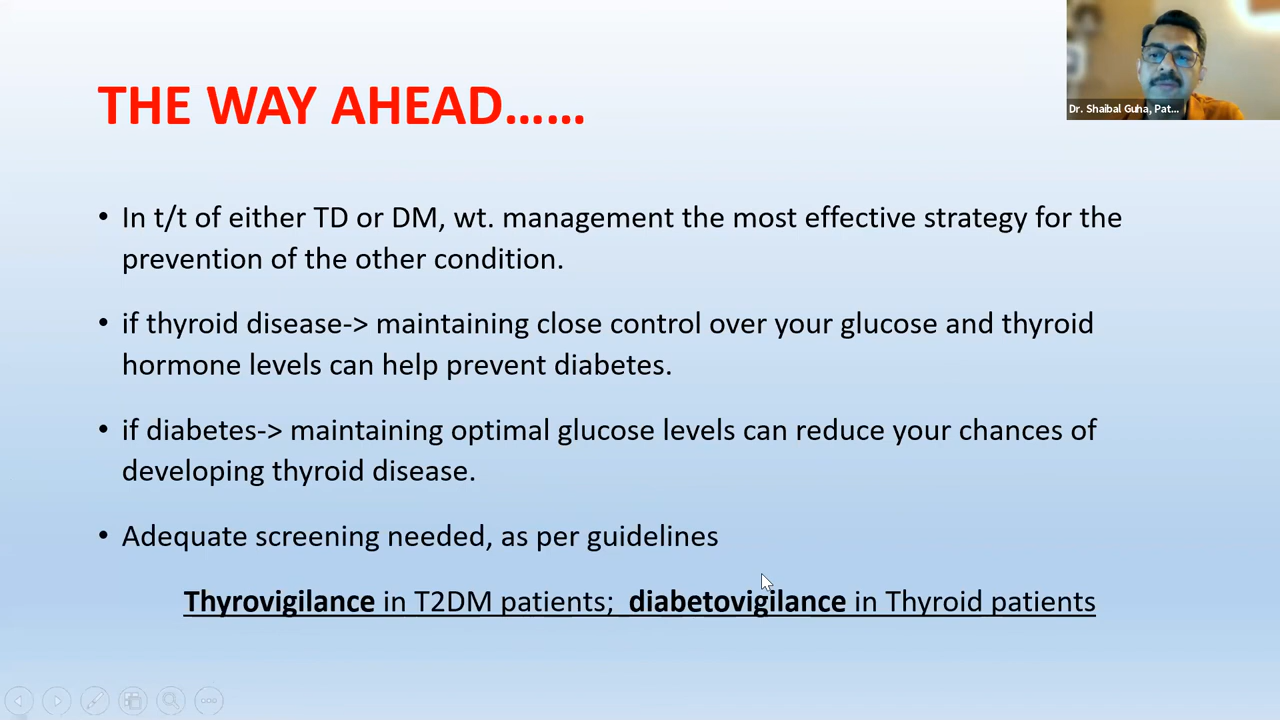 THE WAY AHEAD......
Dr. Shaibal Guha, Pat...
• In t/t of either TD or DM, wt. management the most effective strategy for the
prevention of the other condition.
• if thyroid disease-> maintaining close control over your glucose and thyroid
hormone levels can help prevent diabetes.
• if diabetes-> maintaining optimal glucose levels can reduce your chances of
developing thyroid disease.
• Adequate screening needed, as per guidelines
Thyrovigilance in T2DM patients;  diabetovigilance in Thyroid patients